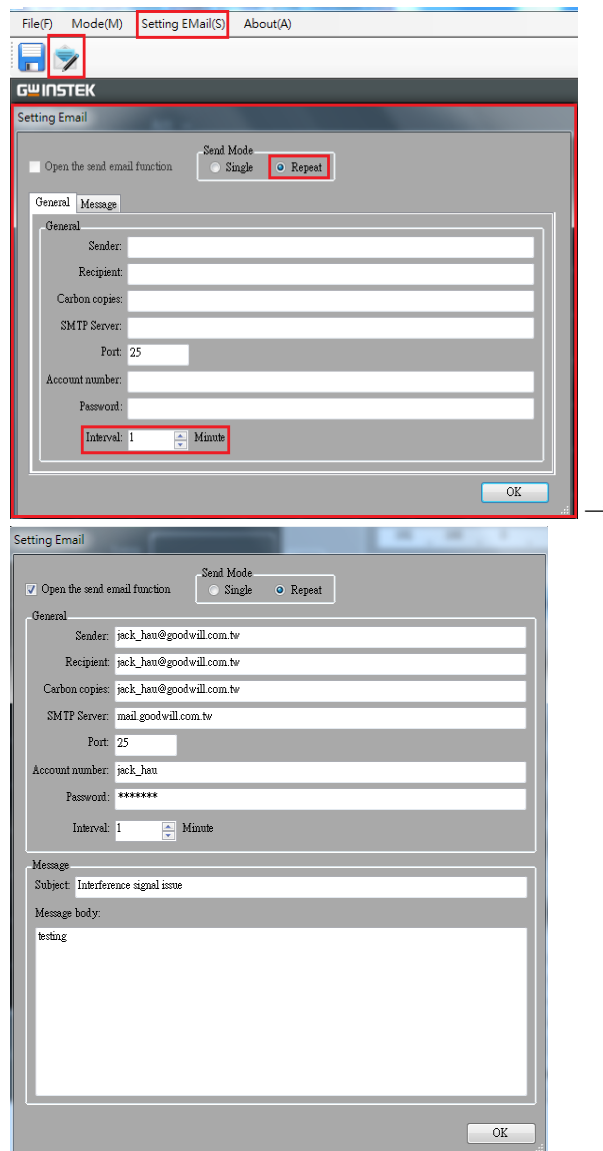 File(F) Mode(M) Setting EMail(S) About(A)
GWINSTEK
Setting Email
Send Mode
Open the send email function Single Repeat
General Message
General
Sender:
Recipient:
Carbon copies:
SMTP Server:
Port: 25
Account number:
Password:
Interval: 1 Minute
OK
Setting Email
Send Mode
Open the send email function Single Repeat
General
Sender: jack_hau@goodwill.com.tw
Recipient: jack_hau@goodwill.com.tw
Carbon copies: jack_hau@goodwill.com.tw
SMTP Server: mail.goodwill.com.tw
Port: 25
Account number: jack_hau
Password: *******
Interval: 1 Minute
Message
Subject: Interference signal issue
Message body:
testing
OK